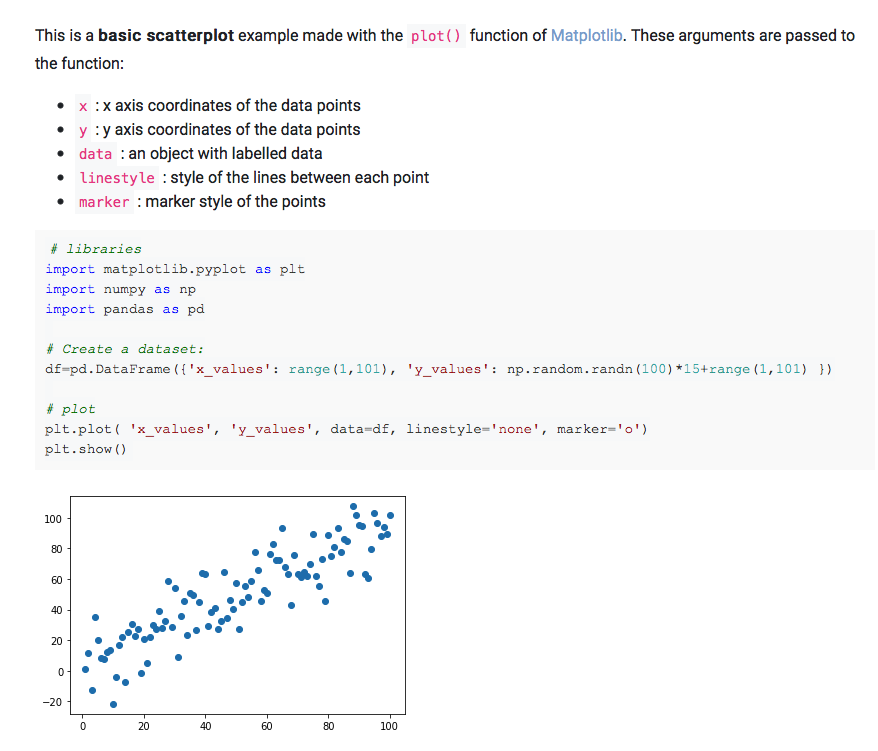 This is a basic scatterplot example made with the plot() function of Matplotlib. These arguments are passed to
the function:
x : x axis coordinates of the data points
y : y axis coordinates of the data points
data : an object with labelled data
linestyle : style of the lines between each point
marker : marker style of the points
# libraries
import matplotlib.pyplot as plt
import numpy as np
import pandas as pd
# Create a dataset:
df=pd.DataFrame({'x_values': range(1,101), 'y_values': np.random.randn(100)*15+range(1,101) })
# plot
plt.plot( 'x_values', 'y_values', data=df, linestyle='none', marker='o')
plt.show()
100
80
60
40
20
0
−20
0 20 40 60 80 100